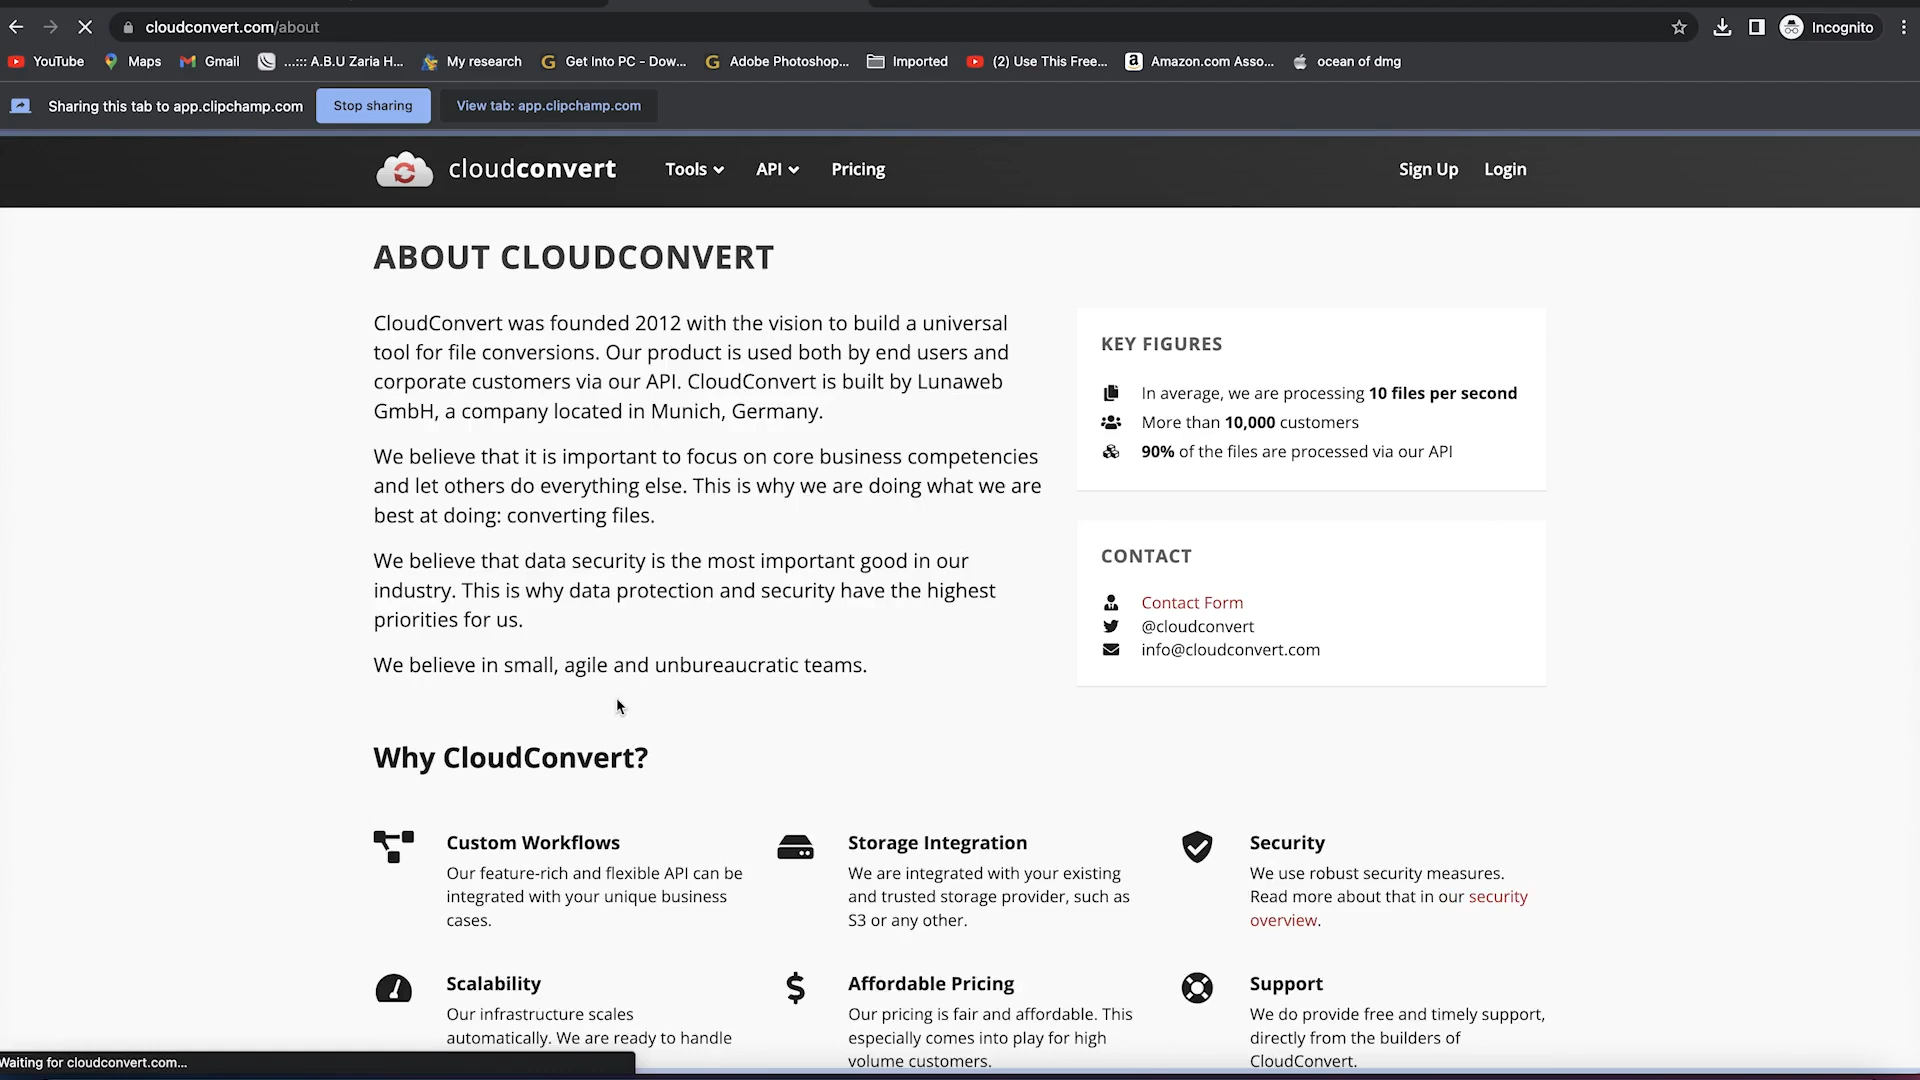 cloudconvert.com/about
Incognito
YouTube
Maps
Gmail
...::: A.B.U Zaria H...
My research
Get Into PC - Dow...
Adobe Photoshop...
Imported
(2) Use This Free...
Amazon.com Asso...
ocean of dmg
Sharing this tab to app.clipchamp.com
Stop sharing
View tab: app.clipchamp.com
cloudconvert
Tools
API
Pricing
Sign Up
Login
ABOUT CLOUDCONVERT
CloudConvert was founded 2012 with the vision to build a universal
tool for file conversions. Our product is used both by end users and
corporate customers via our API. CloudConvert is built by Lunaweb
GmbH, a company located in Munich, Germany.
We believe that it is important to focus on core business competencies
and let others do everything else. This is why we are doing what we are
best at doing: converting files.
We believe that data security is the most important good in our
industry. This is why data protection and security have the highest
priorities for us.
We believe in small, agile and unbureaucratic teams.
KEY FIGURES
In average, we are processing 10 files per second
More than 10,000 customers
90% of the files are processed via our API
CONTACT
Contact Form
@cloudconvert
info@cloudconvert.com
Why CloudConvert?
Custom Workflows
Our feature-rich and flexible API can be
integrated with your unique business
cases.
Storage Integration
We are integrated with your existing
and trusted storage provider, such as
S3 or any other.
Security
We use robust security measures.
Read more about that in our security
overview.
Scalability
Our infrastructure scales
automatically. We are ready to handle
Affordable Pricing
Our pricing is fair and affordable. This
especially comes into play for high
volume customers.
Support
We do provide free and timely support,
directly from the builders of
CloudConvert.
Waiting for cloudconvert.com...